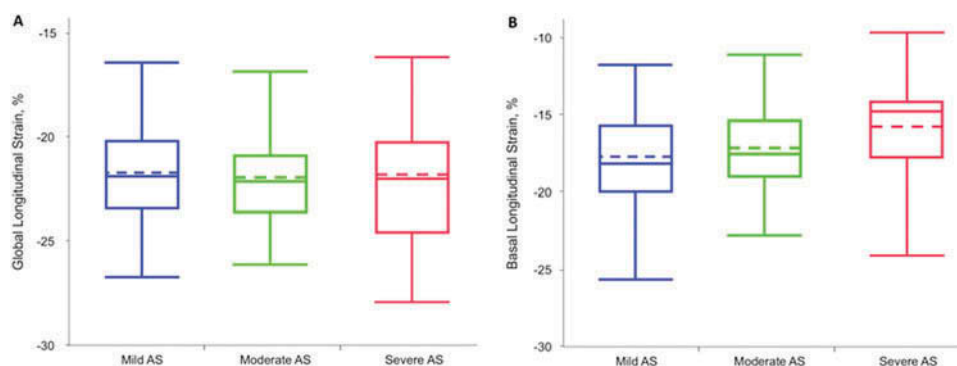 A
Global Longitudinal Strain, %
-15
-20
-25
-30
Mild AS
Moderate AS
Severe AS
B
Basal Longitudinal Strain, %
-10
-15
-20
-25
-30
Mild AS
Moderate AS
Severe AS